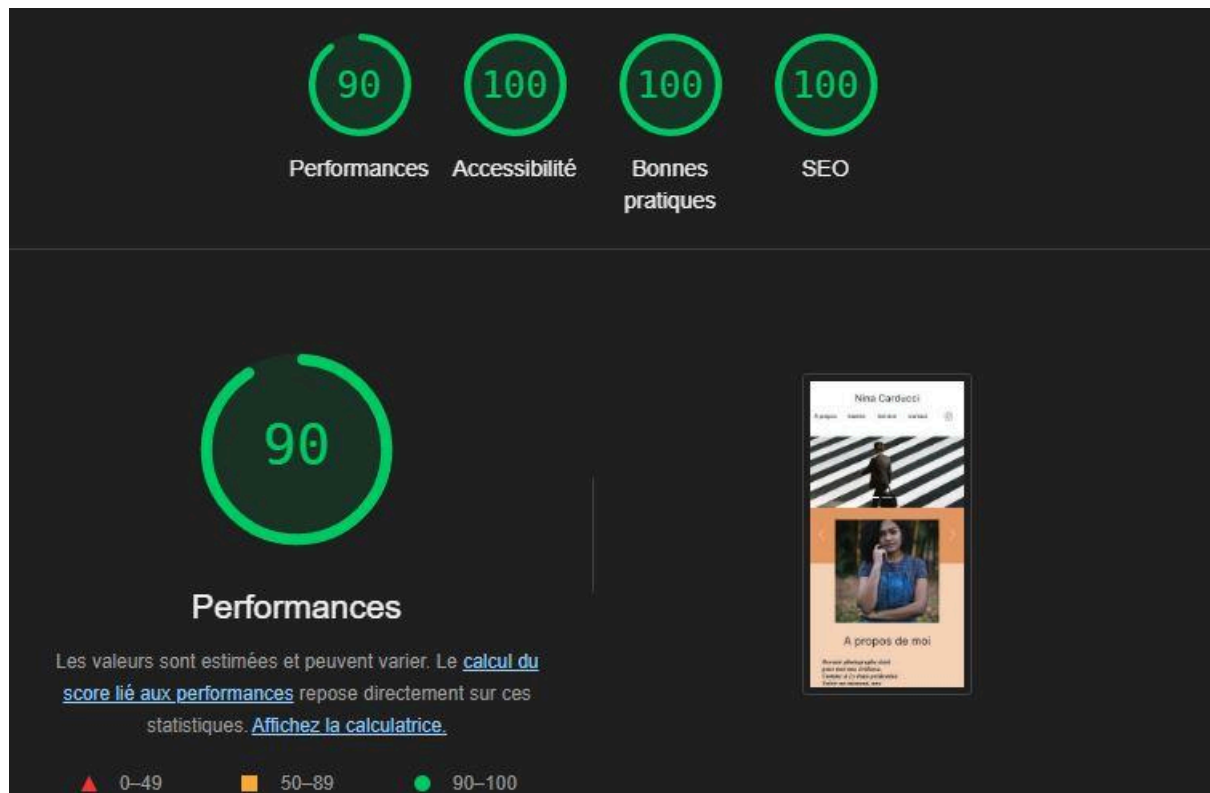 90
100
100
100
Performances
Accessibilité
Bonnes
pratiques
SEO
90
Performances
Les valeurs sont estimées et peuvent varier. Le calcul du
score lié aux performances repose directement sur ces
statistiques. Affichez la calculatrice.
0–49
50–89
90–100
Nina Carducci
A propos de moi